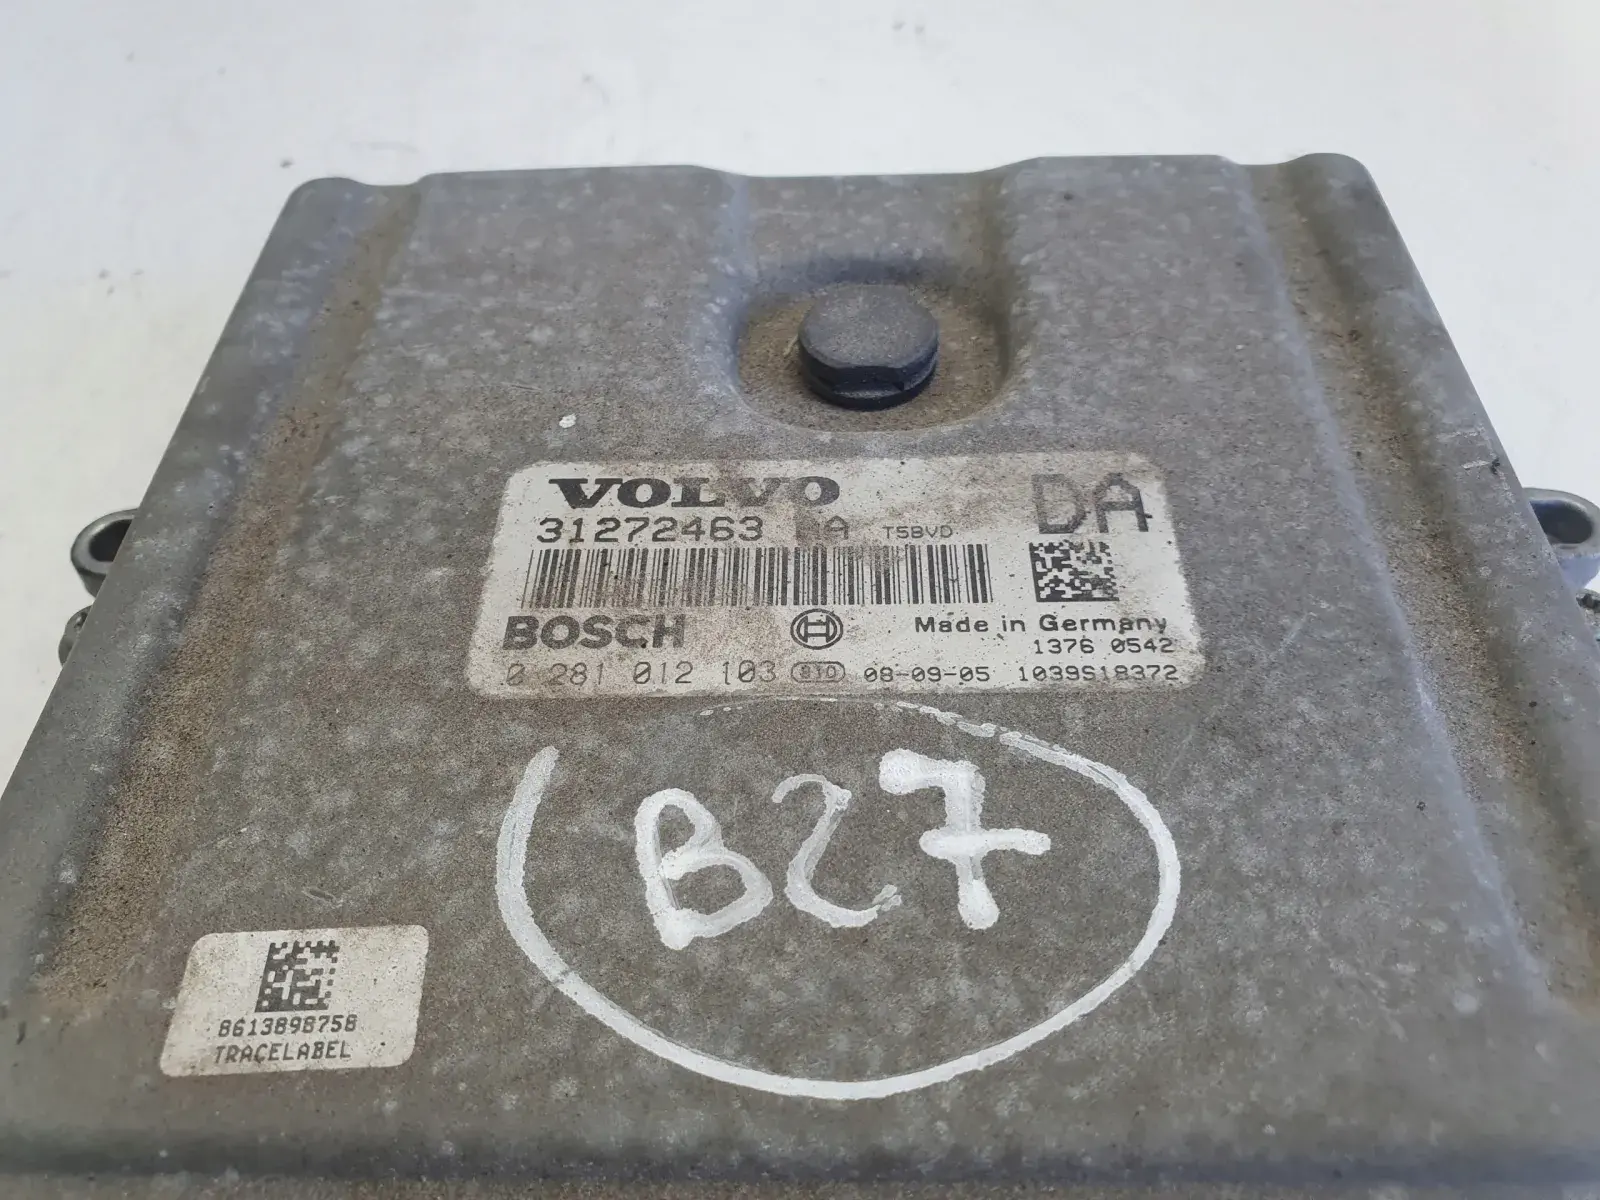 VOLVO
31272463 A T5BVD DA
BOSCH Made in Germany
1376 0542
0 281 012 103 08-09-05 1039S18372
B27
8613898758
TRACELABEL